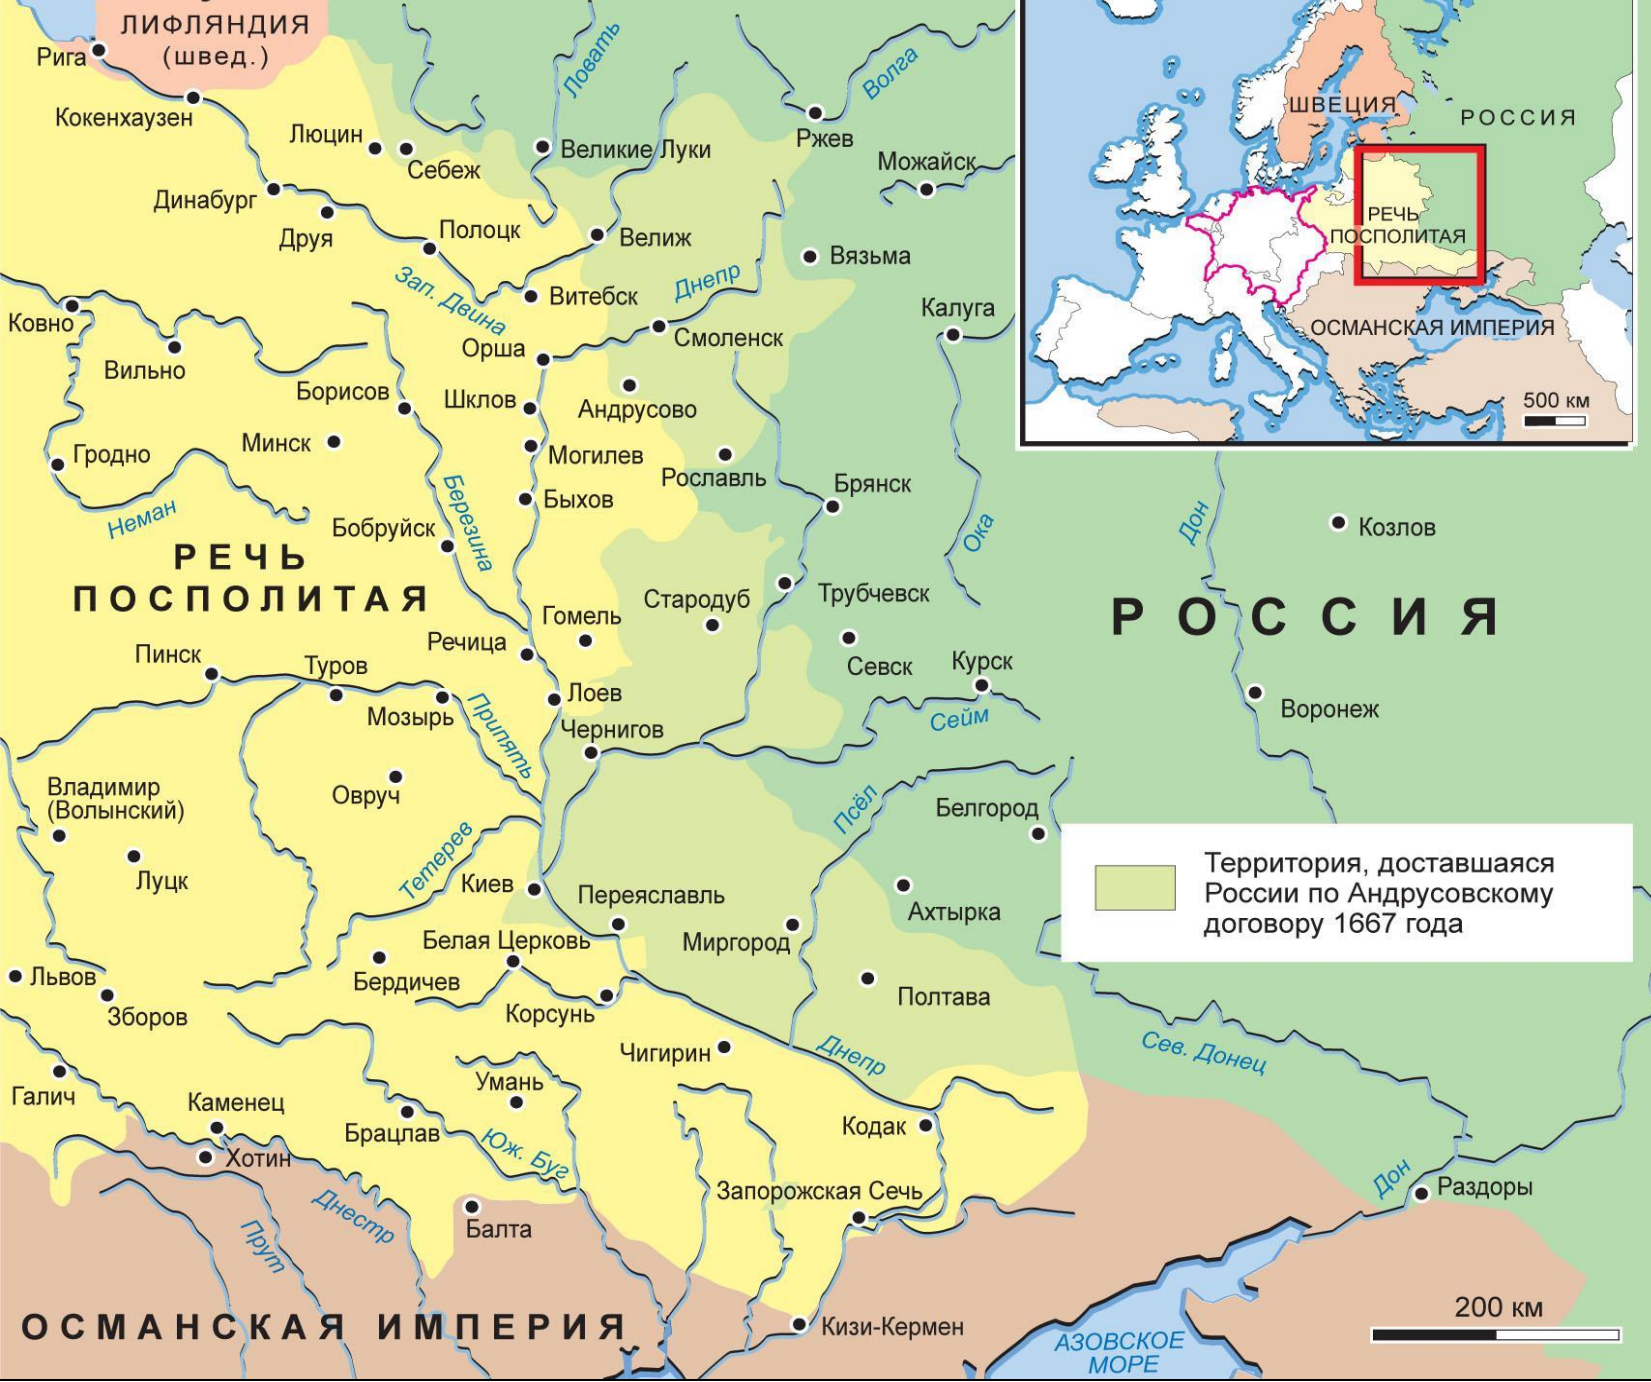 ЛИФЛЯНДИЯ
(швед.)
Рига
Кокенхаузен
Люцин
Себеж
Ловать
Великие Луки
Волга
Ржев
Можайск
Динабург
Друя
Полоцк
Велиж
Вязьма
Зап. Двина
Витебск
Днепр
Калуга
Ковно
Вильно
Орша
Смоленск
Борисов
Шклов
Андрусово
Минск
Могилев
Гродно
Рославль
Быхов
Брянск
Неман
Березина
Бобруйск
Ока
Дон
Козлов
РЕЧЬ
ПОСПОЛИТАЯ
РОССИЯ
Трубчевск
Стародуб
Гомель
Речица
Пинск
Туров
Севск
Курск
Лоев
Мозырь
Припять
Сейм
Воронеж
Чернигов
Владимир
(Волынский)
Овруч
Псёл
Белгород
Луцк
Тетерев
Киев
Переяславль
Ахтырка
Белая Церковь
Миргород
Львов
Бердичев
Полтава
Зборов
Корсунь
Чигирин
Днепр
Сев. Донец
Галич
Каменец
Умань
Брацлав
Кодак
Хотин
Юж. Буг
Запорожская Сечь
Дон
Раздоры
Днестр
Балта
Прут
ОСМАНСКАЯ ИМПЕРИЯ
Кизи-Кермен
АЗОВСКОЕ
МОРЕ
200 км
ШВЕЦИЯ
РОССИЯ
РЕЧЬ
ПОСПОЛИТАЯ
ОСМАНСКАЯ ИМПЕРИЯ
500 км
Территория, доставшаяся
России по Андрусовскому
договору 1667 года